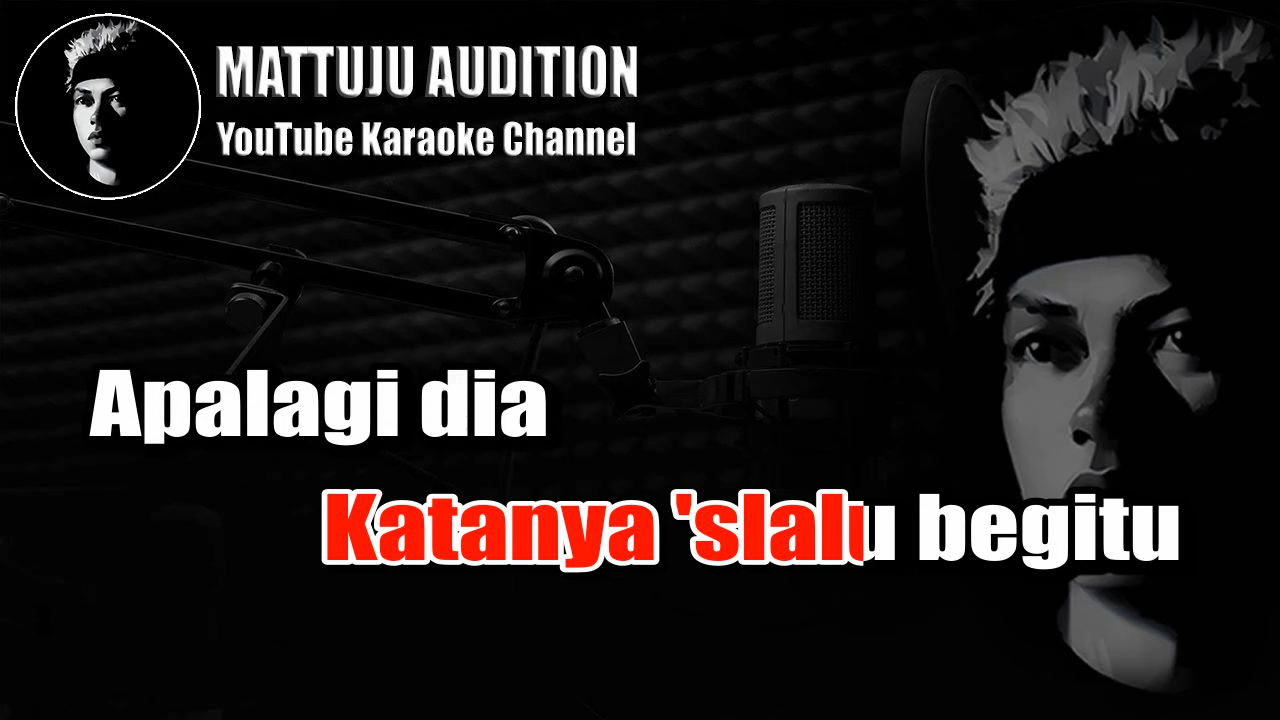 MATTUJU AUDITION
YouTube Karaoke Channel
Apalagi dia
Katanya 'slalu begitu